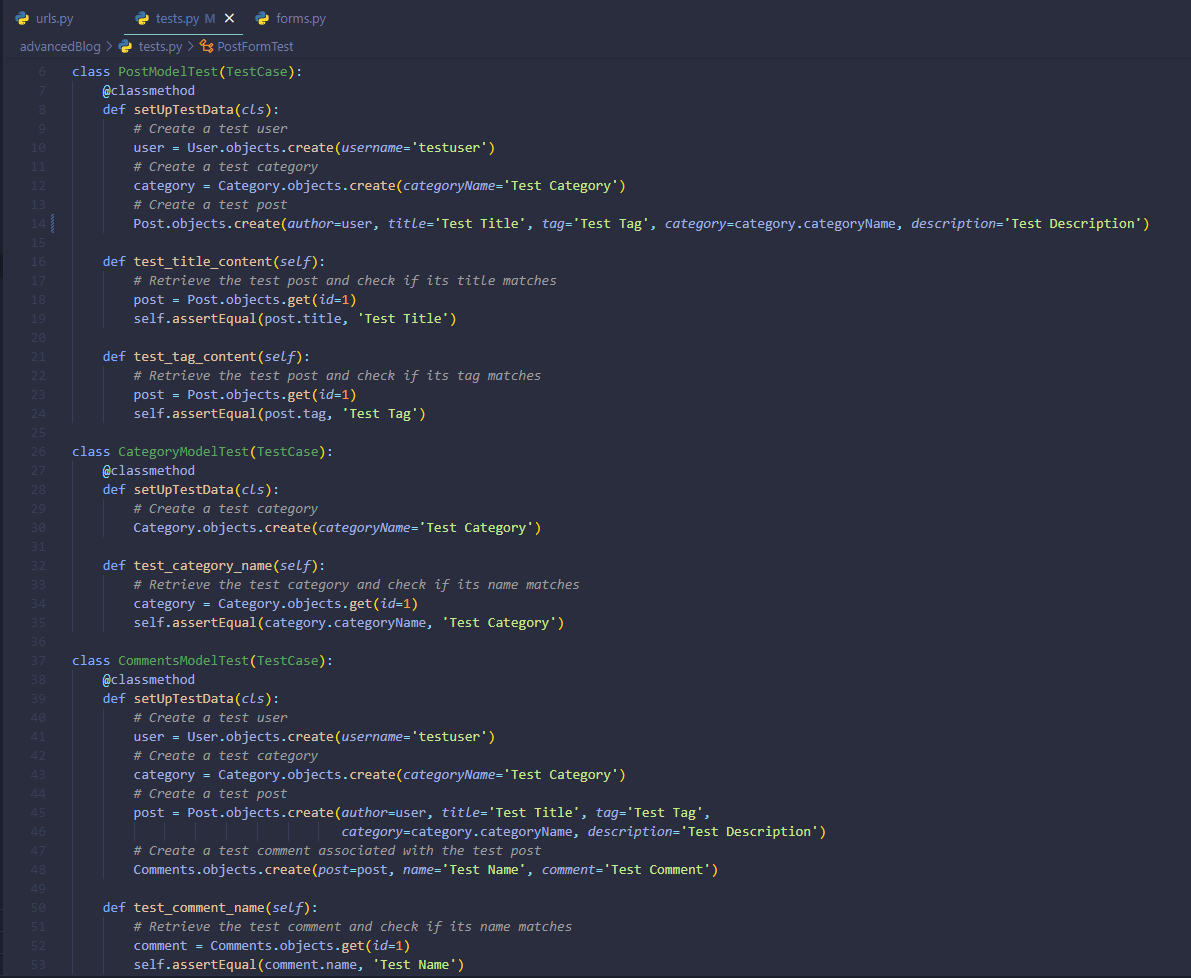 urls.py tests.py M forms.py
advancedBlog > tests.py > PostFormTest
6 class PostModelTest(TestCase):
7 @classmethod
8 def setUpTestData(cls):
9 # Create a test user
10 user = User.objects.create(username='testuser')
11 # Create a test category
12 category = Category.objects.create(categoryName='Test Category')
13 # Create a test post
14 Post.objects.create(author=user, title='Test Title', tag='Test Tag', category=category.categoryName, description='Test Description')
15
16 def test_title_content(self):
17 # Retrieve the test post and check if its title matches
18 post = Post.objects.get(id=1)
19 self.assertEqual(post.title, 'Test Title')
20
21 def test_tag_content(self):
22 # Retrieve the test post and check if its tag matches
23 post = Post.objects.get(id=1)
24 self.assertEqual(post.tag, 'Test Tag')
25
26 class CategoryModelTest(TestCase):
27 @classmethod
28 def setUpTestData(cls):
29 # Create a test category
30 Category.objects.create(categoryName='Test Category')
31
32 def test_category_name(self):
33 # Retrieve the test category and check if its name matches
34 category = Category.objects.get(id=1)
35 self.assertEqual(category.categoryName, 'Test Category')
36
37 class CommentsModelTest(TestCase):
38 @classmethod
39 def setUpTestData(cls):
40 # Create a test user
41 user = User.objects.create(username='testuser')
42 # Create a test category
43 category = Category.objects.create(categoryName='Test Category')
44 # Create a test post
45 post = Post.objects.create(author=user, title='Test Title', tag='Test Tag',
46 category=category.categoryName, description='Test Description')
47 # Create a test comment associated with the test post
48 Comments.objects.create(post=post, name='Test Name', comment='Test Comment')
49
50 def test_comment_name(self):
51 # Retrieve the test comment and check if its name matches
52 comment = Comments.objects.get(id=1)
53 self.assertEqual(comment.name, 'Test Name')